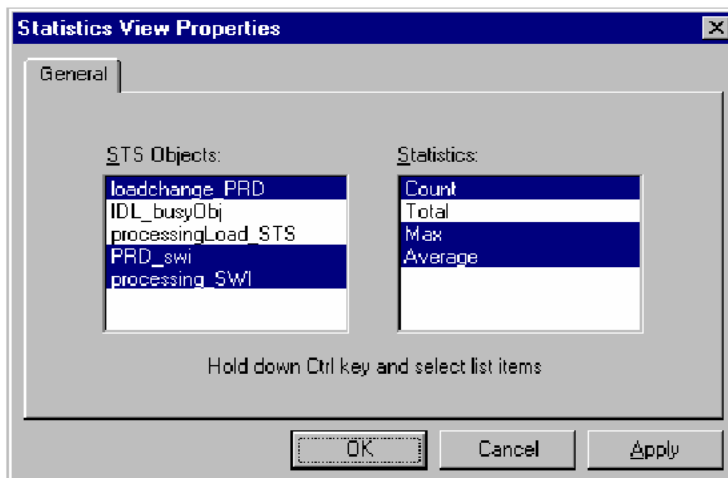 Statistics View Properties
General
STS Objects:
Statistics:
loadchange_PRD
IDL_busyObj
processingLoad_STS
PRD_swi
processing_SWI
Count
Total
Max
Average
Hold down Ctrl key and select list items
OK
Cancel
Apply